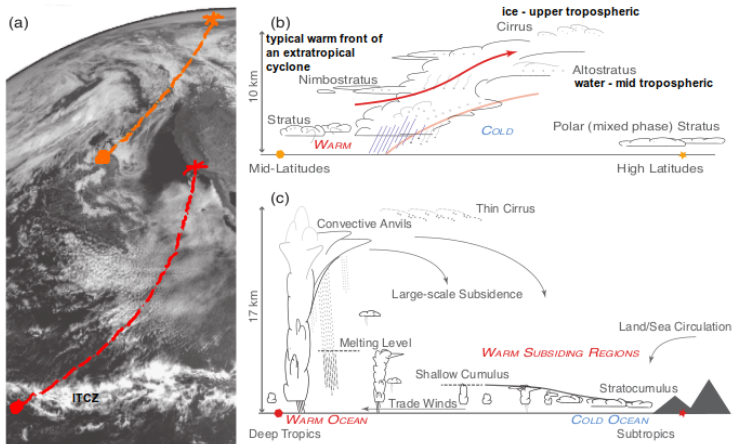 (a)
ITCZ
(b)
ice - upper tropospheric
typical warm front of
an extratropical
cyclone
Cirrus
10 km
Nimbostratus
Altostratus
water - mid tropospheric
Stratus
WARM
COLD
Polar (mixed phase) Stratus
Mid-Latitudes
High Latitudes
(c)
17 km
Convective Anvils
Thin Cirrus
Large-scale Subsidence
Land/Sea Circulation
Melting Level
WARM SUBSIDING REGIONS
Shallow Cumulus
Stratocumulus
Trade Winds
WARM OCEAN
COLD OCEAN
Deep Tropics
Subtropics